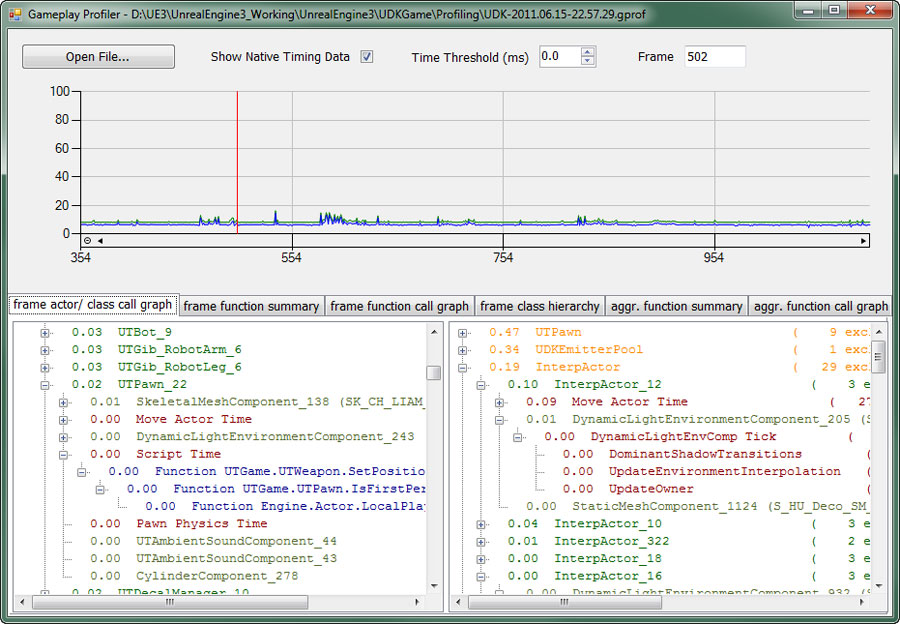 Gameplay Profiler - D:\UE3\UnrealEngine3_Working\UnrealEngine3\UDKGame\Profiling\UDK-2011.06.15-22.57.29.gprof
Open File... Show Native Timing Data Time Threshold (ms) 0.0 Frame 502
100
80
60
40
20
0
354 554 754 954
frame actor/ class call graph frame function summary frame function call graph frame class hierarchy aggr. function summary aggr. function call graph
0.03 UTBot_9
0.03 UTGib_RobotArm_6
0.03 UTGib_RobotLeg_6
0.02 UTPawn_22
0.01 SkeletalMeshComponent_138 (SK_CH_LIAM_
0.00 Move Actor Time
0.00 DynamicLightEnvironmentComponent_243
0.00 Script Time
0.00 Function UTGame.UTWeapon.SetPositio
0.00 Function UTGame.UTPawn.IsFirstPer
0.00 Function Engine.Actor.LocalPla
0.00 Pawn Physics Time
0.00 UTAmbientSoundComponent_44
0.00 UTAmbientSoundComponent_43
0.00 CylinderComponent_278
0.02 UTDecalManager_10
0.47 UTPawn ( 9 exc
0.34 UDKEmitterPool ( 1 exc
0.19 InterpActor ( 29 exc
0.10 InterpActor_12 ( 3 e
0.09 Move Actor Time ( 27
0.01 DynamicLightEnvironmentComponent_205 (S
0.00 DynamicLightEnvComp Tick (
0.00 DominantShadowTransitions (
0.00 UpdateEnvironmentInterpolation (
0.00 UpdateOwner (
0.00 StaticMeshComponent_1124 (S_HU_Deco_SM_
0.04 InterpActor_10 ( 3 e
0.01 InterpActor_322 ( 2 e
0.00 InterpActor_18 ( 3 e
0.00 InterpActor_16 ( 3 e
0.00 DynamicLightEnvironmentComponent_932 (S